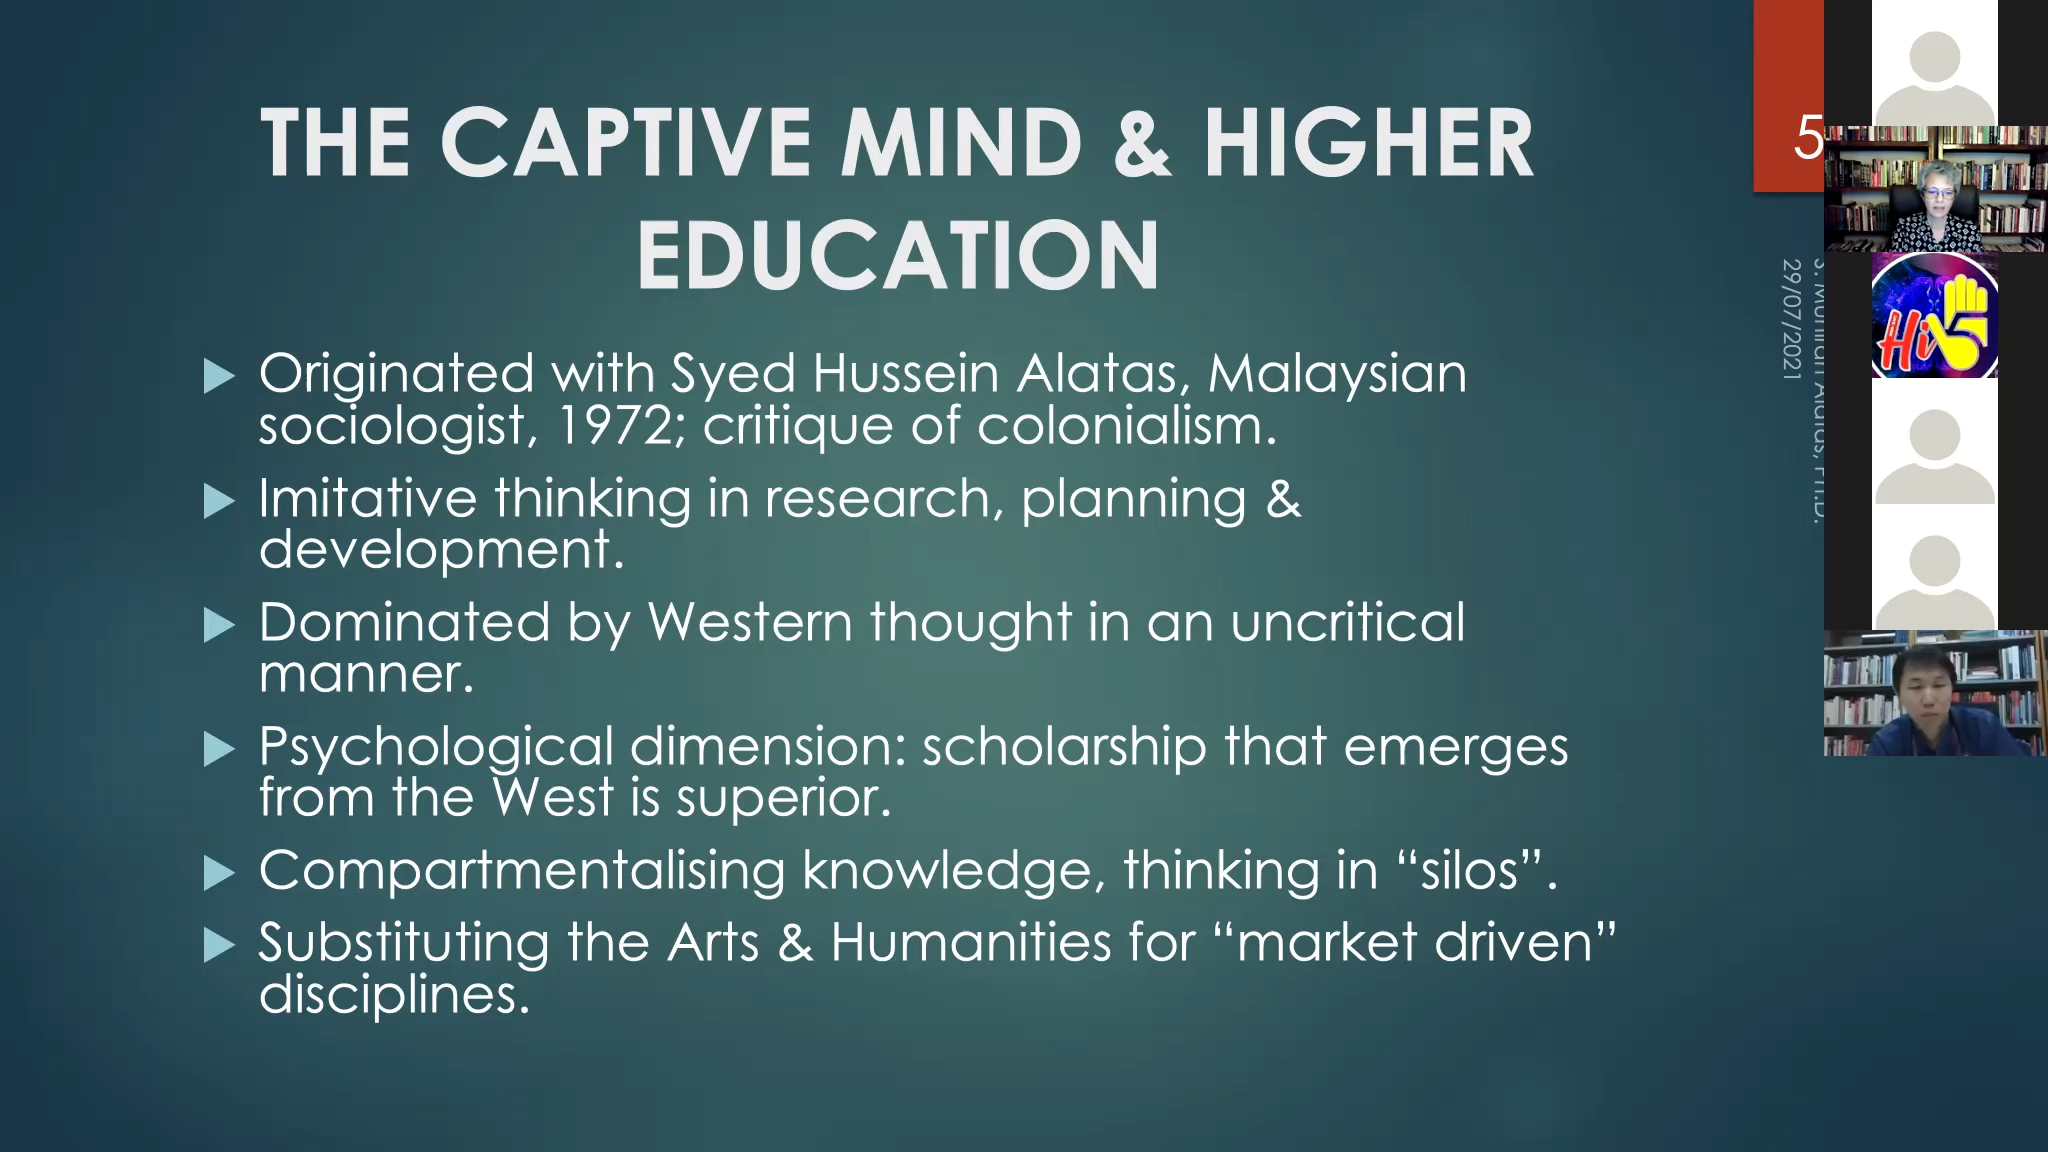 THE CAPTIVE MIND & HIGHER
EDUCATION
5
Originated with Syed Hussein Alatas, Malaysian
sociologist, 1972; critique of colonialism.
Imitative thinking in research, planning &
development.
Dominated by Western thought in an uncritical
manner.
Psychological dimension: scholarship that emerges
from the West is superior.
Compartmentalising knowledge, thinking in “silos”.
Substituting the Arts & Humanities for “market driven”
disciplines.
29/07/2021
Hi5